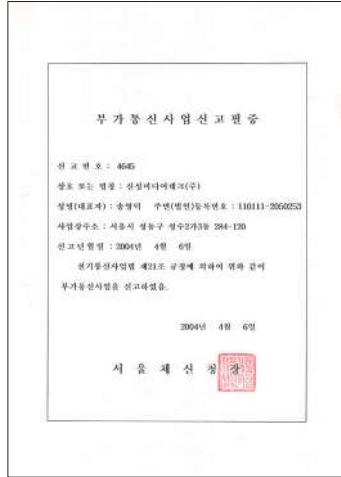 부가통신사업신고필증
신 고 번 호 : 4645
상호 또는 명칭 : 신성미디어테크(주)
성명(대표자) : 송영덕 주민(법인)등록번호 : 110111-2050253
사업장주소 : 서울시 성동구 성수2가3동 284-120
신고년월일 : 2004년 4월 6일
전기통신사업법 제21조 규정에 의하여 위와 같이
부가통신사업을 신고하였음.
2004년 4월 6일
서 울 체 신 청 장